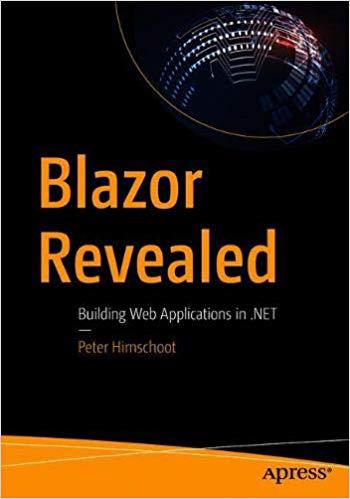 Blazor
Revealed
Building Web Applications in .NET
—
Peter Himschoot
Apress®